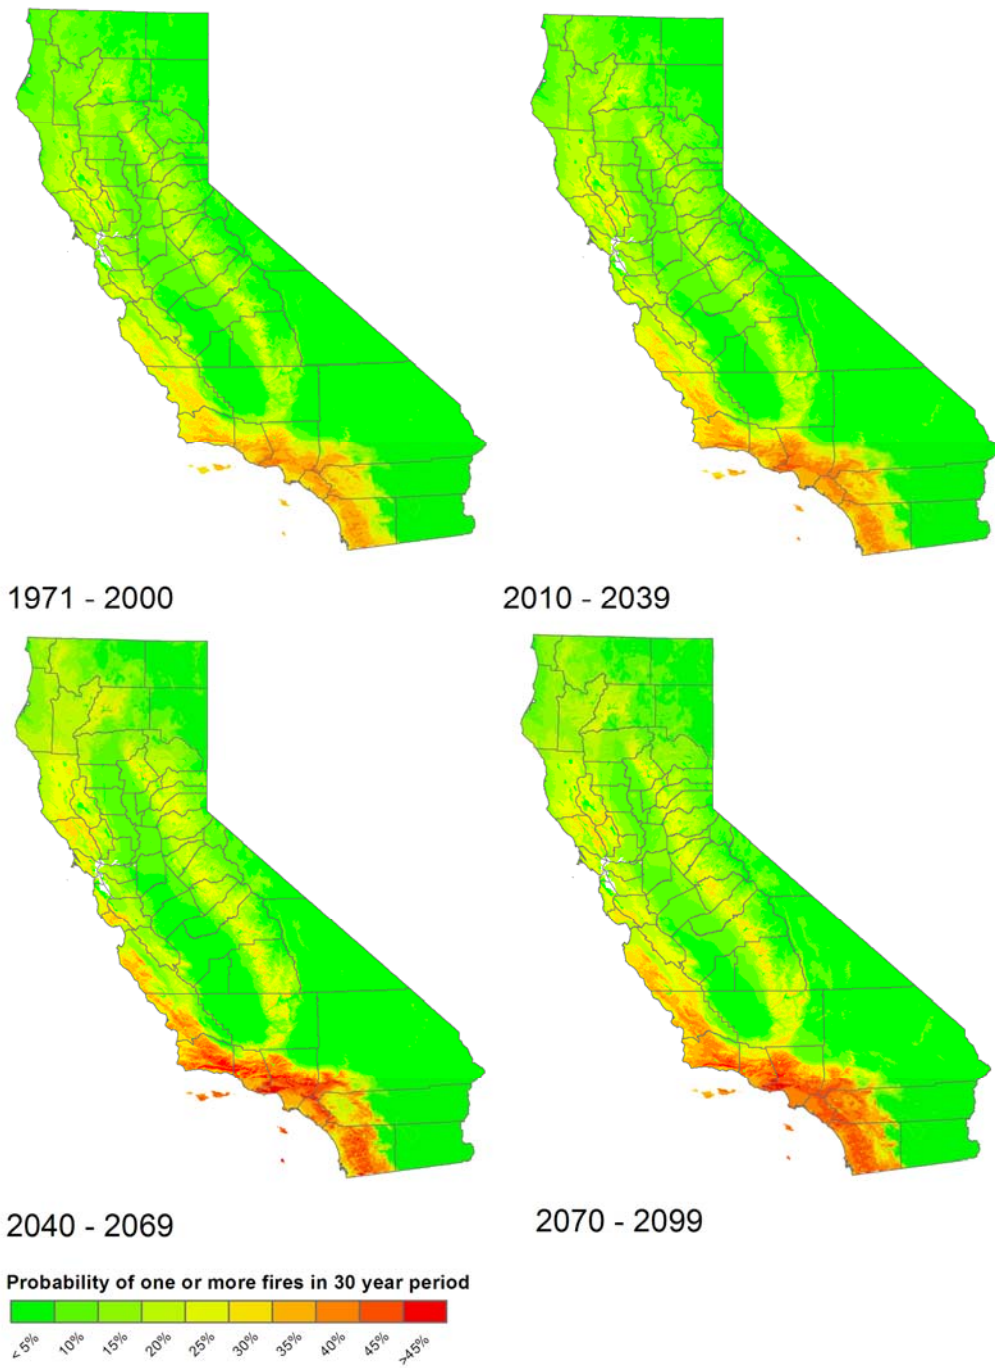 1971 - 2000
2010 - 2039
2040 - 2069
2070 - 2099
Probability of one or more fires in 30 year period
< 5% 10% 15% 20% 25% 30% 35% 40% 45% >45%